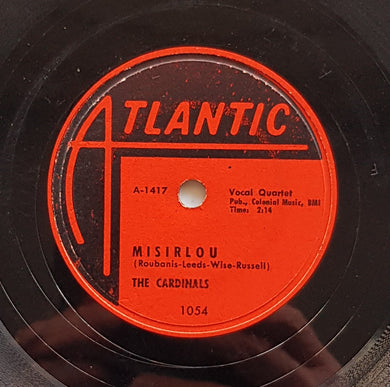 ATLANTIC
A-1417
Vocal Quartet
Pub., Colonial Music, BMI
Time: 2:14
MISIRLOU
(Roubanis-Leeds-Wise-Russell)
THE CARDINALS
1054